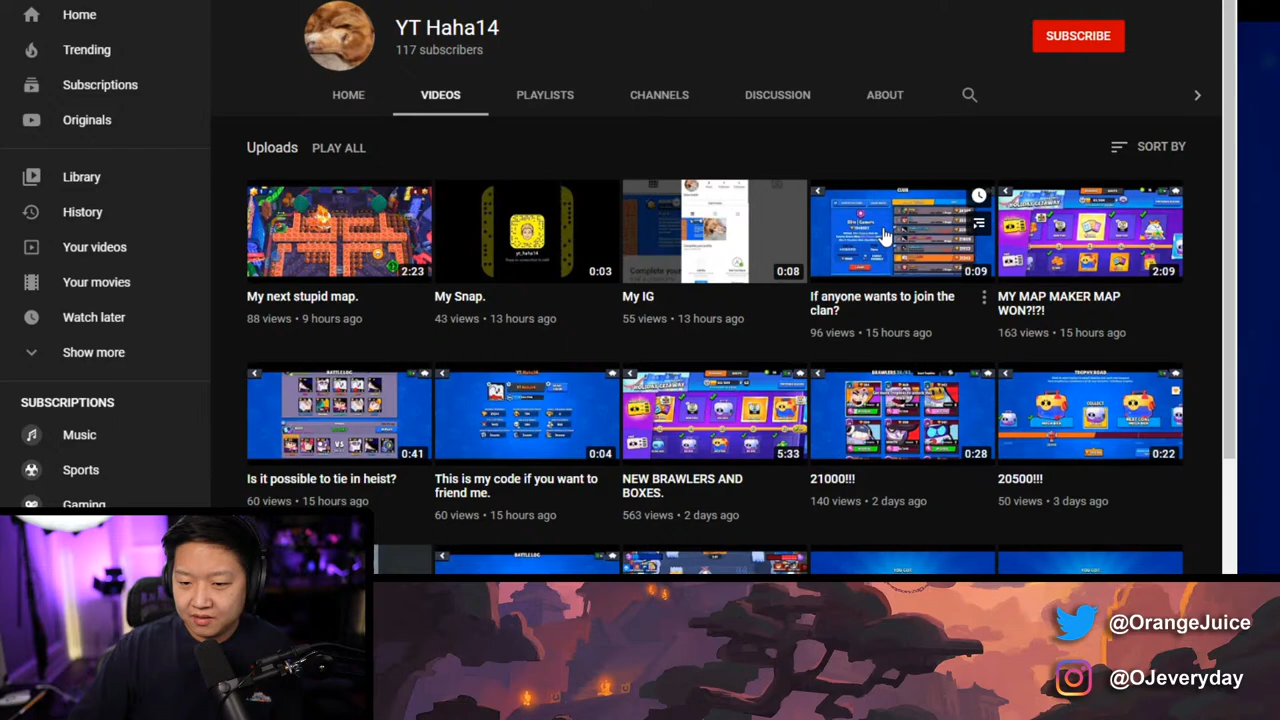 Home
Trending
Subscriptions
Originals
Library
History
Your videos
Your movies
Watch later
Show more
SUBSCRIPTIONS
Music
Sports
Gaming
YT Haha14
117 subscribers
SUBSCRIBE
HOME
VIDEOS
PLAYLISTS
CHANNELS
DISCUSSION
ABOUT
Uploads
PLAY ALL
SORT BY
2:23
0:03
0:08
0:09
2:09
My next stupid map.
88 views • 9 hours ago
My Snap.
43 views • 13 hours ago
My IG
55 views • 13 hours ago
If anyone wants to join the
clan?
96 views • 15 hours ago
MY MAP MAKER MAP
WON?!?!
163 views • 15 hours ago
0:41
0:04
5:33
0:28
0:22
Is it possible to tie in heist?
60 views • 15 hours ago
This is my code if you want to
friend me.
60 views • 15 hours ago
NEW BRAWLERS AND
BOXES.
563 views • 2 days ago
21000!!!
140 views • 2 days ago
20500!!!
50 views • 3 days ago
@OrangeJuice
@OJeveryday